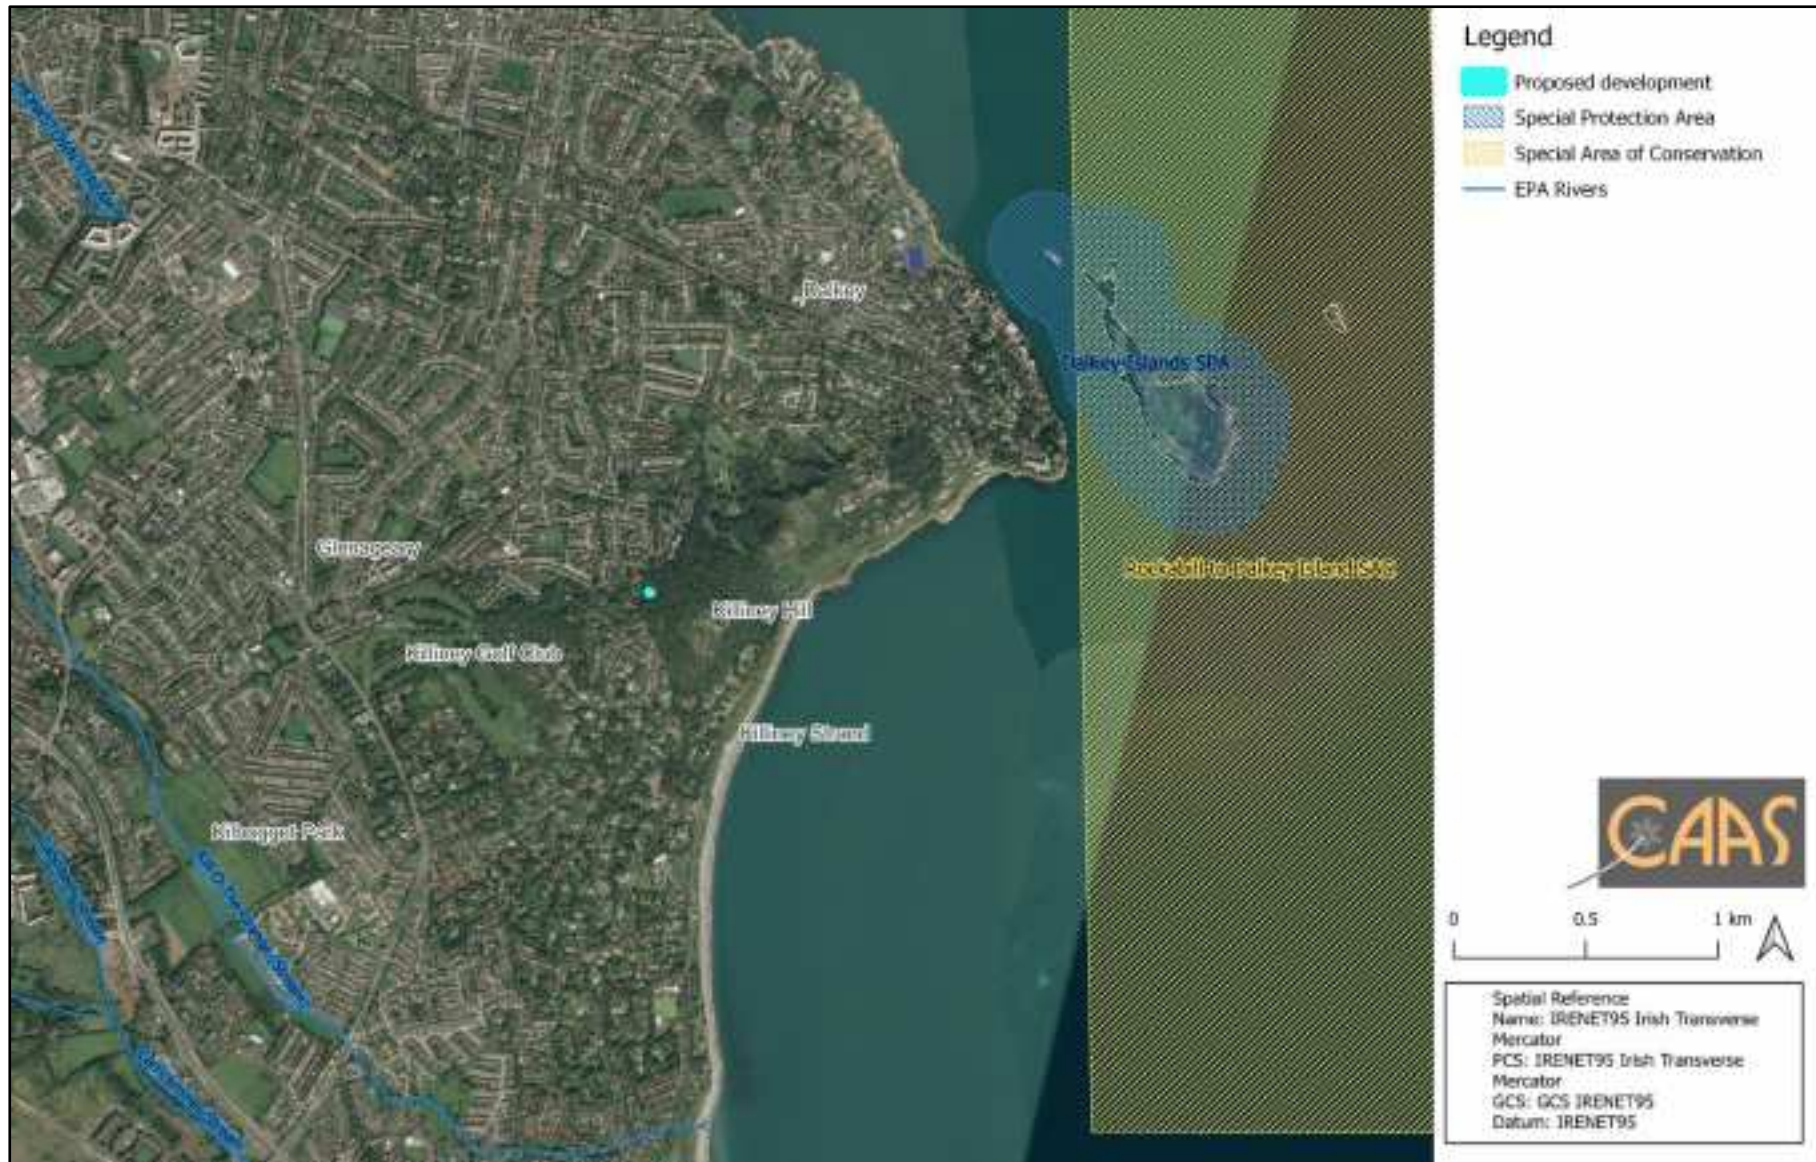 Legend
Proposed development
Special Protection Area
Special Area of Conservation
EPA Rivers
Dalkey
Dalkey Islands SPA
Glenageary
Rockabill to Dalkey Island SAC
Killiney Hill
Killiney Golf Club
Killiney Strand
Kilbogget Park
CAAS
0 0.5 1 km
Spatial Reference
Name: IRENET95 Irish Transverse
Mercator
PCS: IRENET95 Irish Transverse
Mercator
GCS: GCS IRENET95
Datum: IRENET95